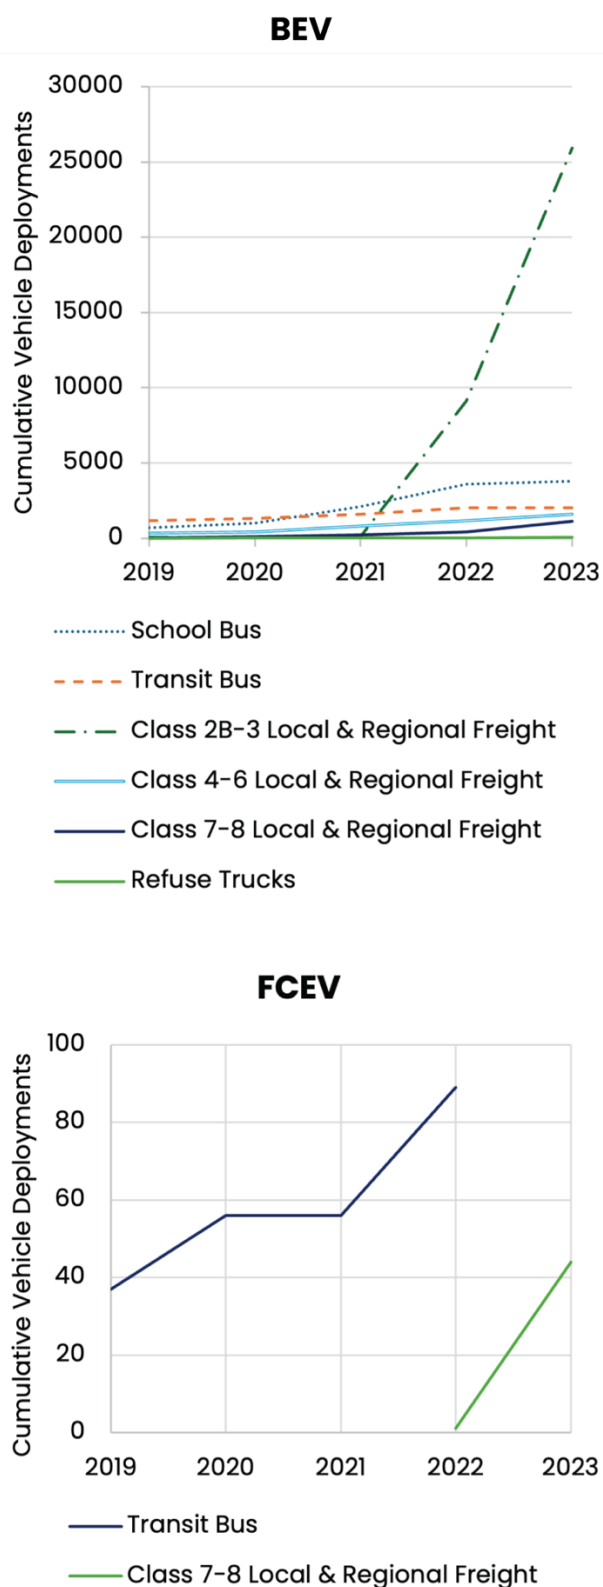 BEV
Cumulative Vehicle Deployments
30000
25000
20000
15000
10000
5000
0
2019 2020 2021 2022 2023
School Bus
Transit Bus
Class 2B-3 Local & Regional Freight
Class 4-6 Local & Regional Freight
Class 7-8 Local & Regional Freight
Refuse Trucks
FCEV
Cumulative Vehicle Deployments
100
80
60
40
20
0
2019 2020 2021 2022 2023
Transit Bus
Class 7-8 Local & Regional Freight